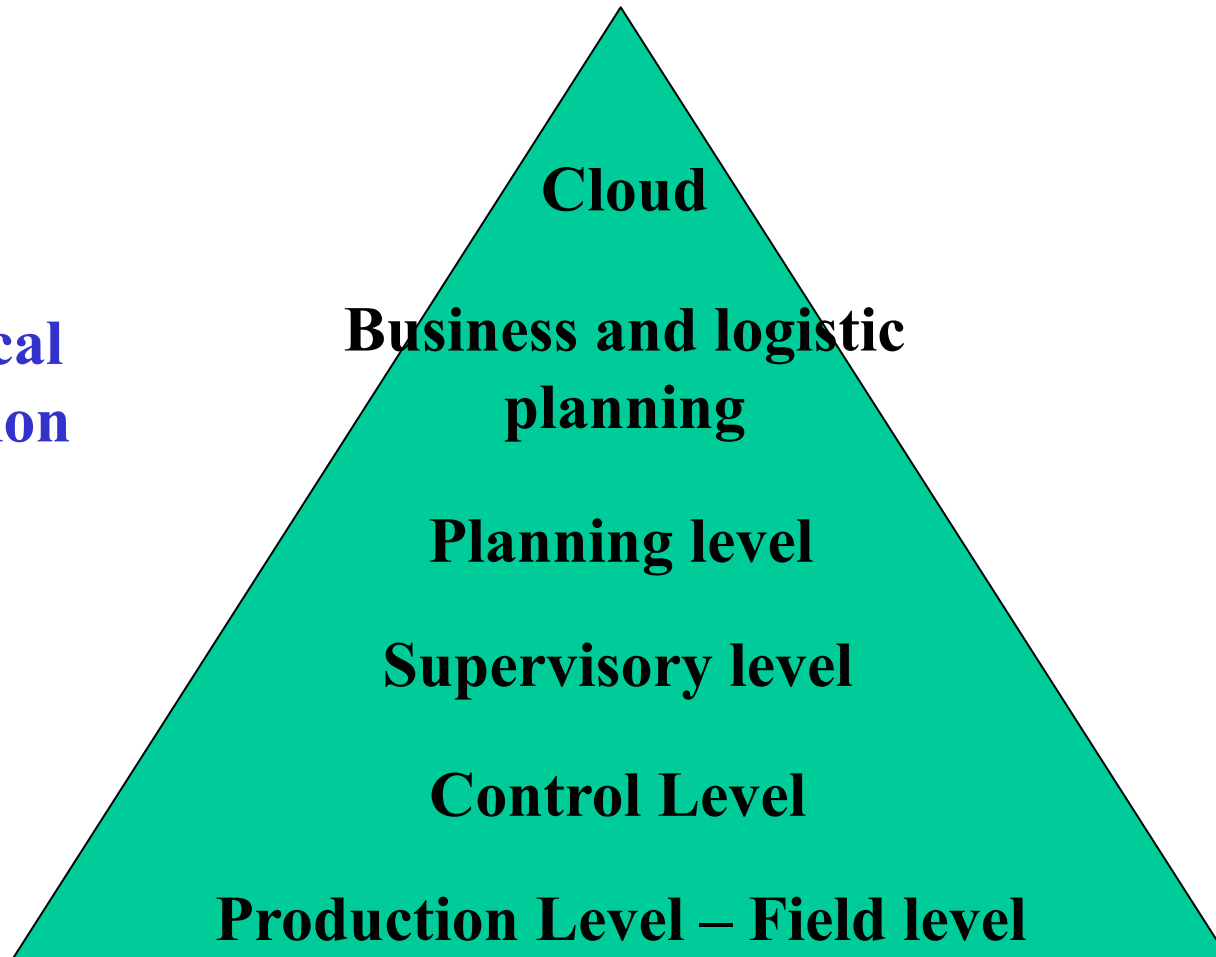 Cloud
Business and logistic
planning
Planning level
Supervisory level
Control Level
Production Level – Field level